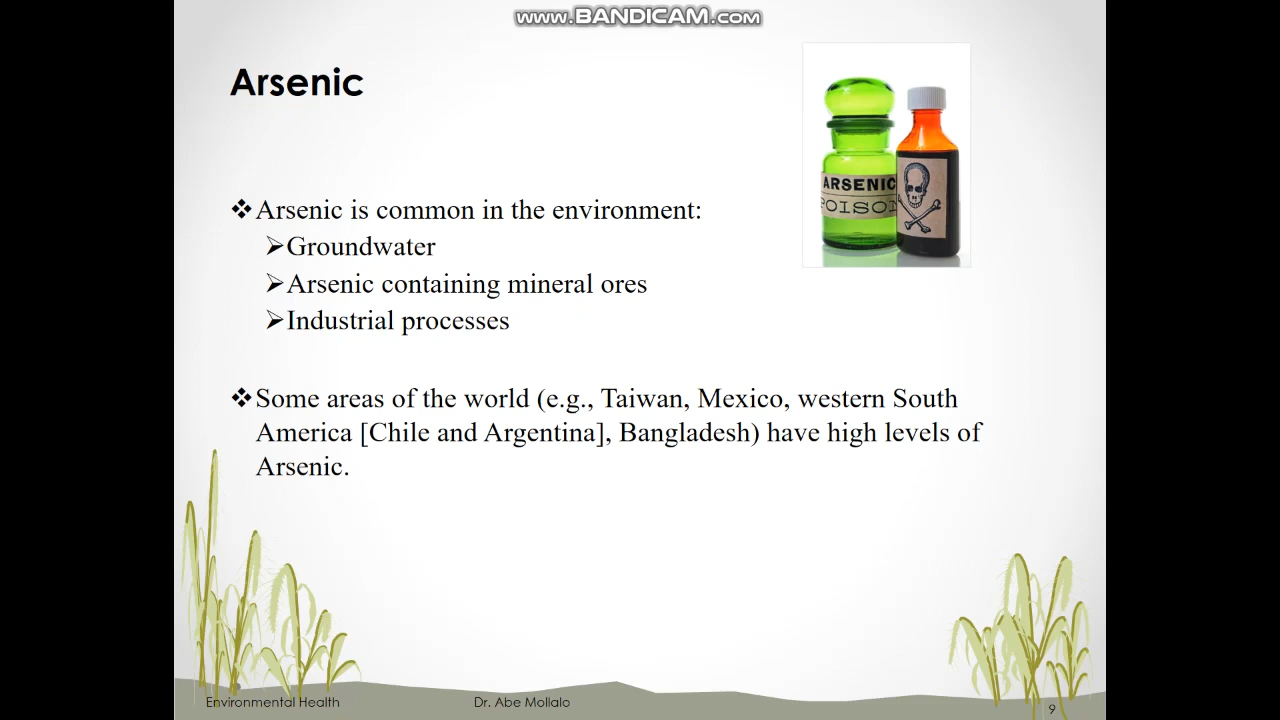 www.BANDICAM.com
Arsenic
ARSENIC
POISON
❖Arsenic is common in the environment:
➢Groundwater
➢Arsenic containing mineral ores
➢Industrial processes
❖Some areas of the world (e.g., Taiwan, Mexico, western South
America [Chile and Argentina], Bangladesh) have high levels of
Arsenic.
Environmental Health
Dr. Abe Mollalo
9